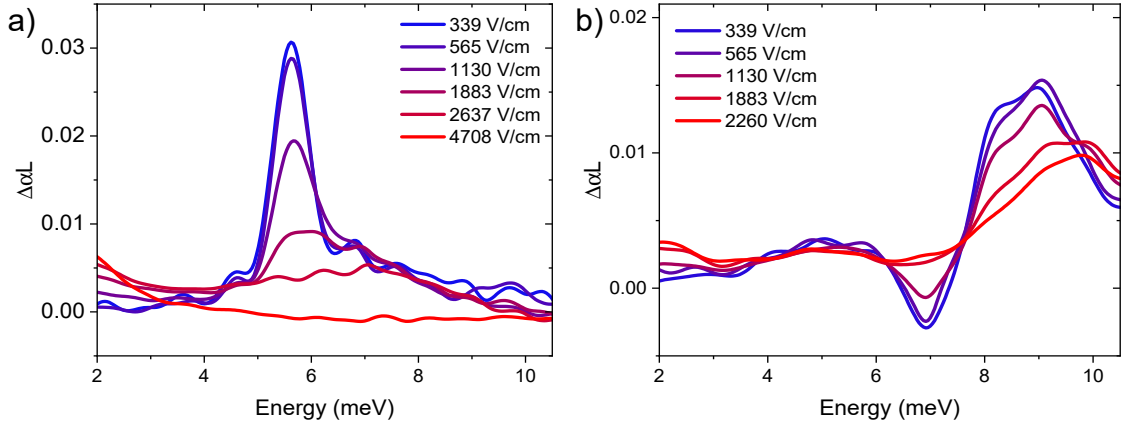 a)
0.03
0.02
0.01
0.00
ΔαL
2
4
6
8
10
Energy (meV)
339 V/cm
565 V/cm
1130 V/cm
1883 V/cm
2637 V/cm
4708 V/cm
b)
0.02
0.01
0.00
ΔαL
2
4
6
8
10
Energy (meV)
339 V/cm
565 V/cm
1130 V/cm
1883 V/cm
2260 V/cm